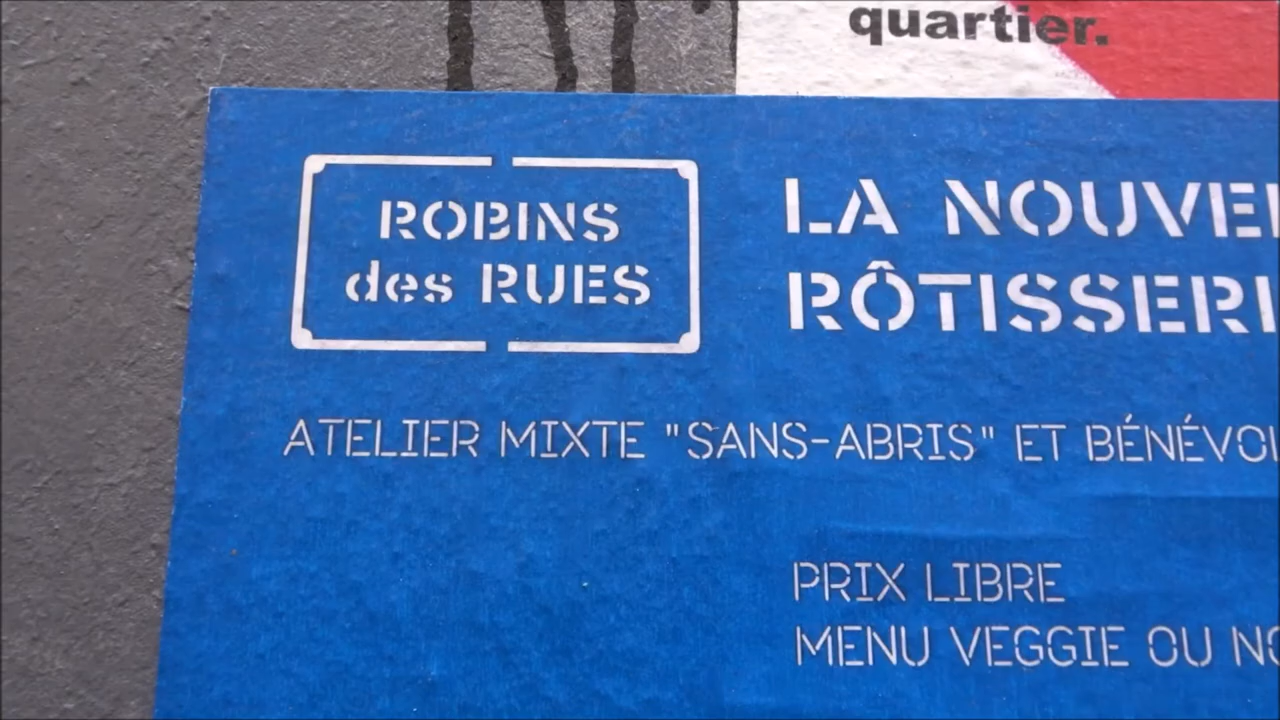 quartier.
ROBINS
des RUES
LA NOUVE
RÔTISSERI
ATELIER MIXTE "SANS-ABRIS" ET BÉNÉVO
PRIX LIBRE
MENU VEGGIE OU NO